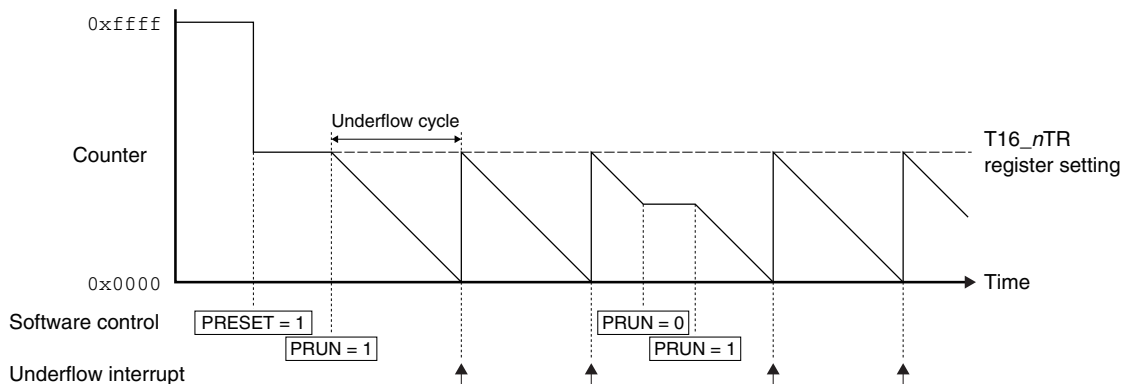 0xffff
Underflow cycle
Counter
T16_nTR
register setting
0x0000
Time
Software control
PRESET = 1
PRUN = 0
PRUN = 1
PRUN = 1
Underflow interrupt